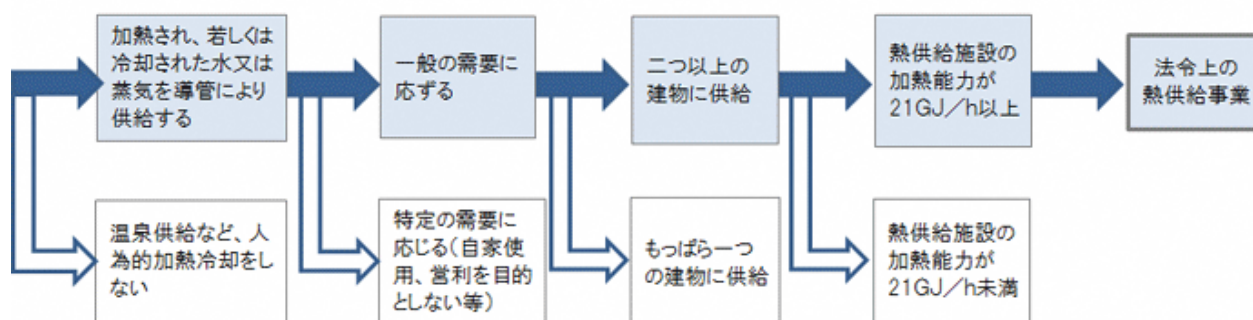 加熱され、若しくは
冷却された水又は
蒸気を導管により
供給する
一般の需要に
応ずる
二つ以上の
建物に供給
熱供給施設の
加熱能力が
21GJ／h以上
法令上の
熱供給事業
温泉供給など、人
為的加熱冷却をし
ない
特定の需要に
応じる（自家使
用、営利を目的
としない等）
もっぱら一つ
の建物に供給
熱供給施設の
加熱能力が
21GJ／h未満